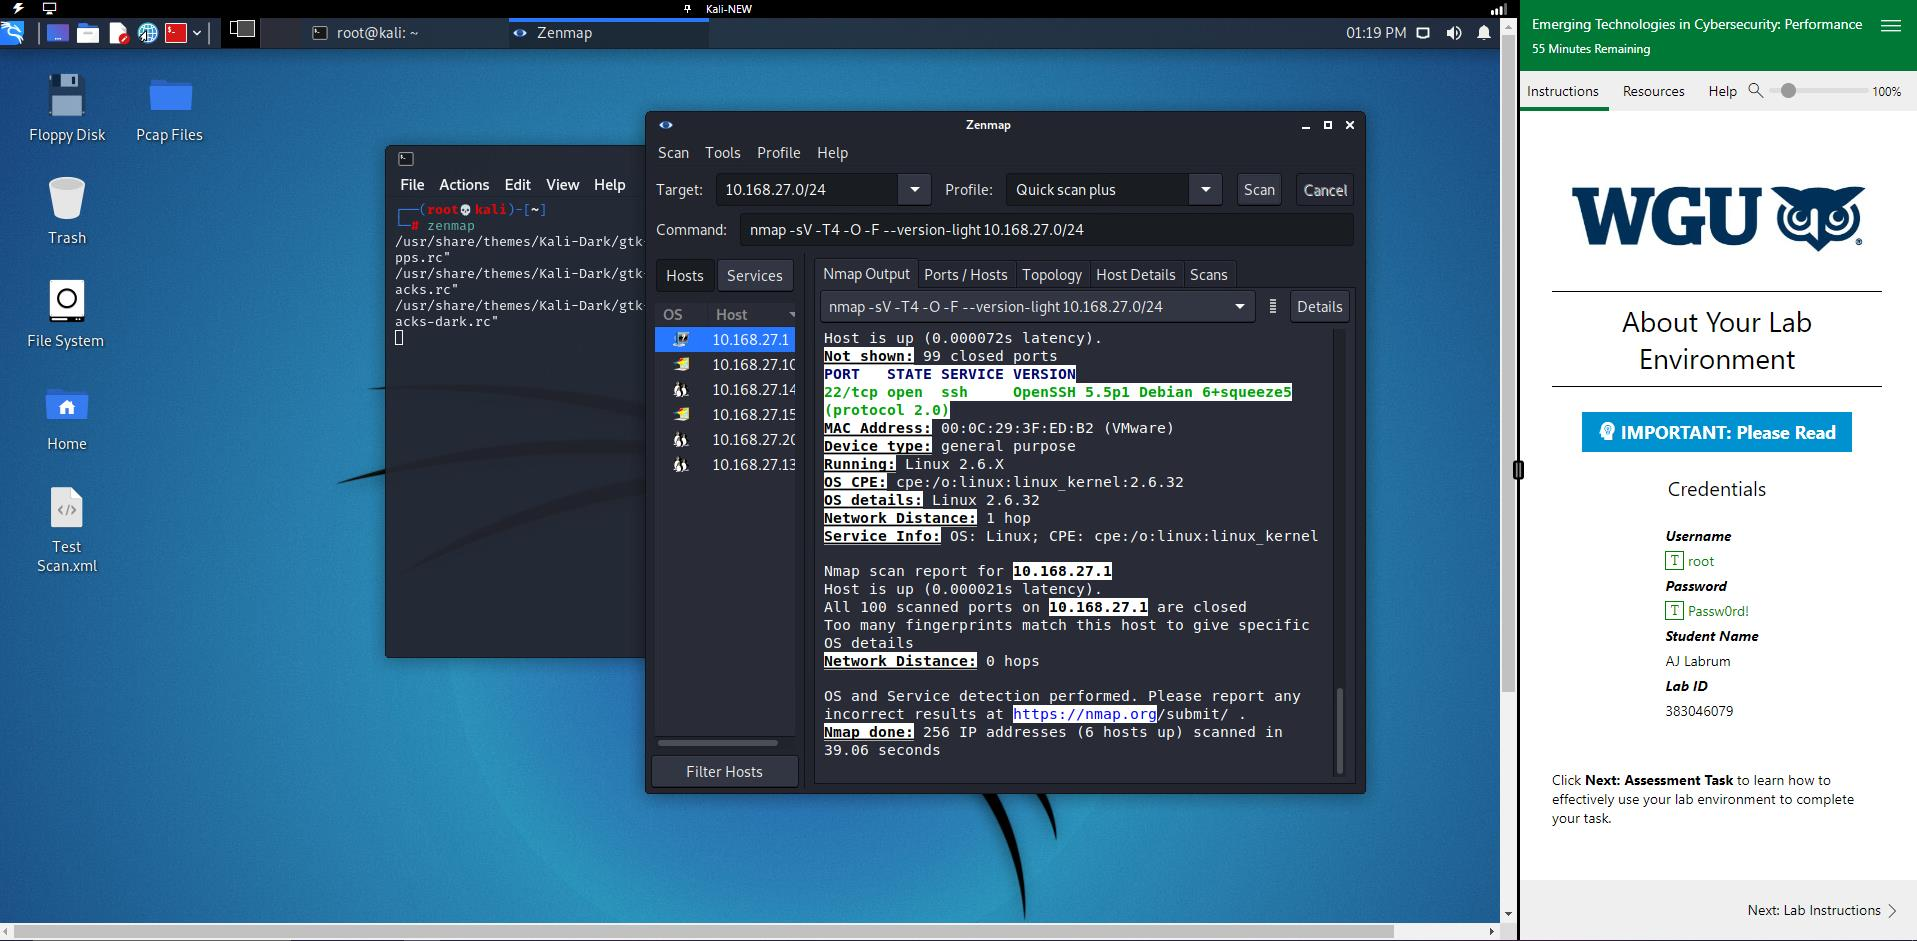 Kali-NEW
root@kali: ~
Zenmap
01:19 PM
Floppy Disk
Pcap Files
Trash
File System
Home
Test
Scan.xml
File Actions Edit View Help
┌──(root💀kali)-[~]
└─# zenmap
/usr/share/themes/Kali-Dark/gtk-
pps.rc"
/usr/share/themes/Kali-Dark/gtk-
acks.rc"
/usr/share/themes/Kali-Dark/gtk-
acks-dark.rc"
Zenmap
Scan Tools Profile Help
Target: 10.168.27.0/24 Profile: Quick scan plus Scan Cancel
Command: nmap -sV -T4 -O -F --version-light 10.168.27.0/24
Hosts Services
OS Host
10.168.27.1
10.168.27.10
10.168.27.14
10.168.27.15
10.168.27.20
10.168.27.13
Filter Hosts
Nmap Output Ports / Hosts Topology Host Details Scans
nmap -sV -T4 -O -F --version-light 10.168.27.0/24 Details
Host is up (0.000072s latency).
Not shown: 99 closed ports
PORT STATE SERVICE VERSION
22/tcp open ssh OpenSSH 5.5p1 Debian 6+squeeze5
(protocol 2.0)
MAC Address: 00:0C:29:3F:ED:B2 (VMware)
Device type: general purpose
Running: Linux 2.6.X
OS CPE: cpe:/o:linux:linux_kernel:2.6.32
OS details: Linux 2.6.32
Network Distance: 1 hop
Service Info: OS: Linux; CPE: cpe:/o:linux:linux_kernel
Nmap scan report for 10.168.27.1
Host is up (0.000021s latency).
All 100 scanned ports on 10.168.27.1 are closed
Too many fingerprints match this host to give specific
OS details
Network Distance: 0 hops
OS and Service detection performed. Please report any
incorrect results at https://nmap.org/submit/ .
Nmap done: 256 IP addresses (6 hosts up) scanned in
39.06 seconds
Emerging Technologies in Cybersecurity: Performance
55 Minutes Remaining
Instructions Resources Help 100%
WGU
About Your Lab
Environment
IMPORTANT: Please Read
Credentials
Username
T root
Password
T Passw0rd!
Student Name
AJ Labrum
Lab ID
383046079
Click Next: Assessment Task to learn how to
effectively use your lab environment to complete
your task.
Next: Lab Instructions